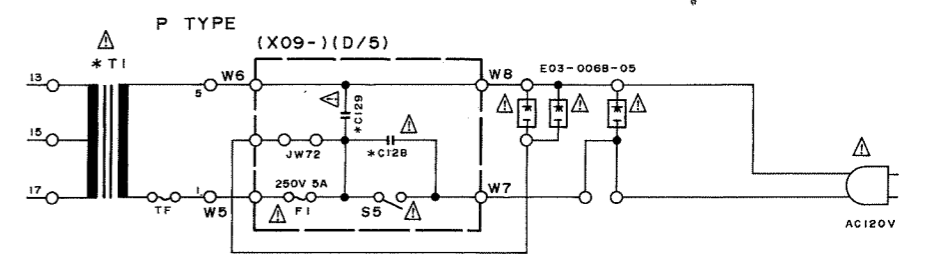 P TYPE
(X09-)(D/5)
*T1
13
15
17
5
W6
W8
E03-0068-05
*C129
JW72
*C128
250V 5A
F1
S5
TF
1
W5
W7
AC120V